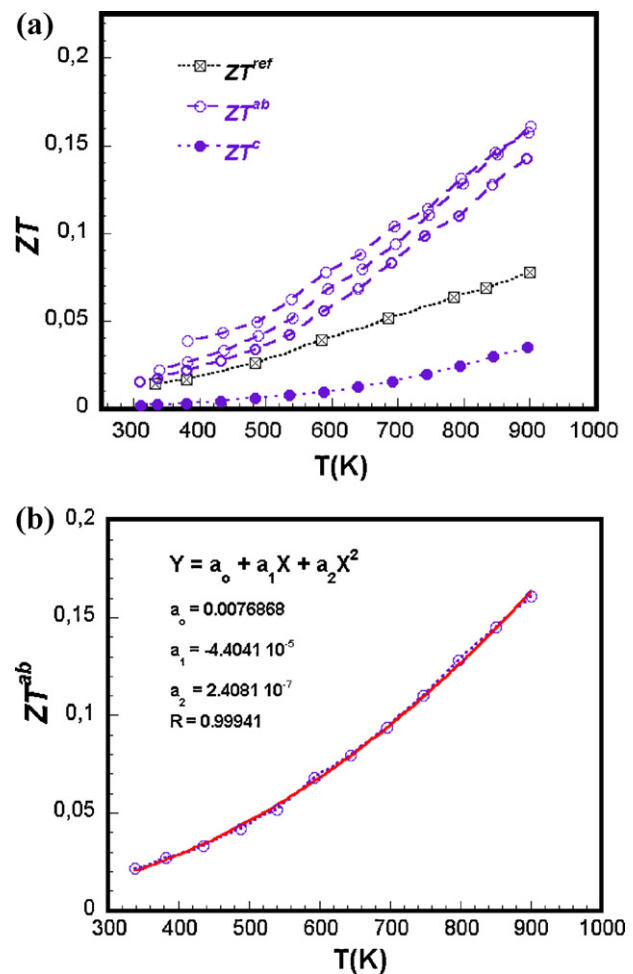 (a)
0,2
0,15
0,1
0,05
0
ZT
ZT^ref
ZT^ab
ZT^c
300 400 500 600 700 800 900 1000
T(K)
(b)
0,2
0,15
0,1
0,05
0
ZT^ab
Y = a_o + a_1X + a_2X^2
a_o = 0.0076868
a_1 = -4.4041 10^-5
a_2 = 2.4081 10^-7
R = 0.99941
300 400 500 600 700 800 900 1000
T(K)